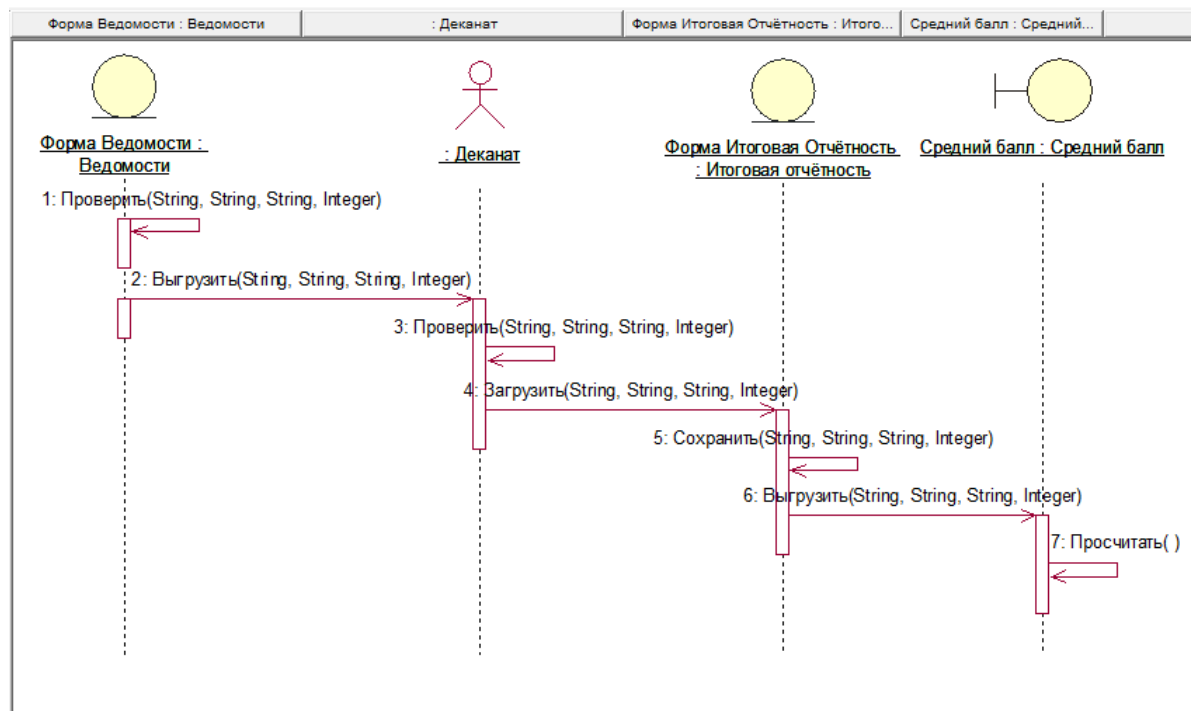 Форма Ведомости : Ведомости
: Деканат
Форма Итоговая Отчётность : Итого...
Средний балл : Средний...
Форма Ведомости :
Ведомости
: Деканат
Форма Итоговая Отчётность
: Итоговая отчётность
Средний балл : Средний балл
1: Проверить(String, String, String, Integer)
2: Выгрузить(String, String, String, Integer)
3: Проверить(String, String, String, Integer)
4: Загрузить(String, String, String, Integer)
5: Сохранить(String, String, String, Integer)
6: Выгрузить(String, String, String, Integer)
7: Просчитать( )